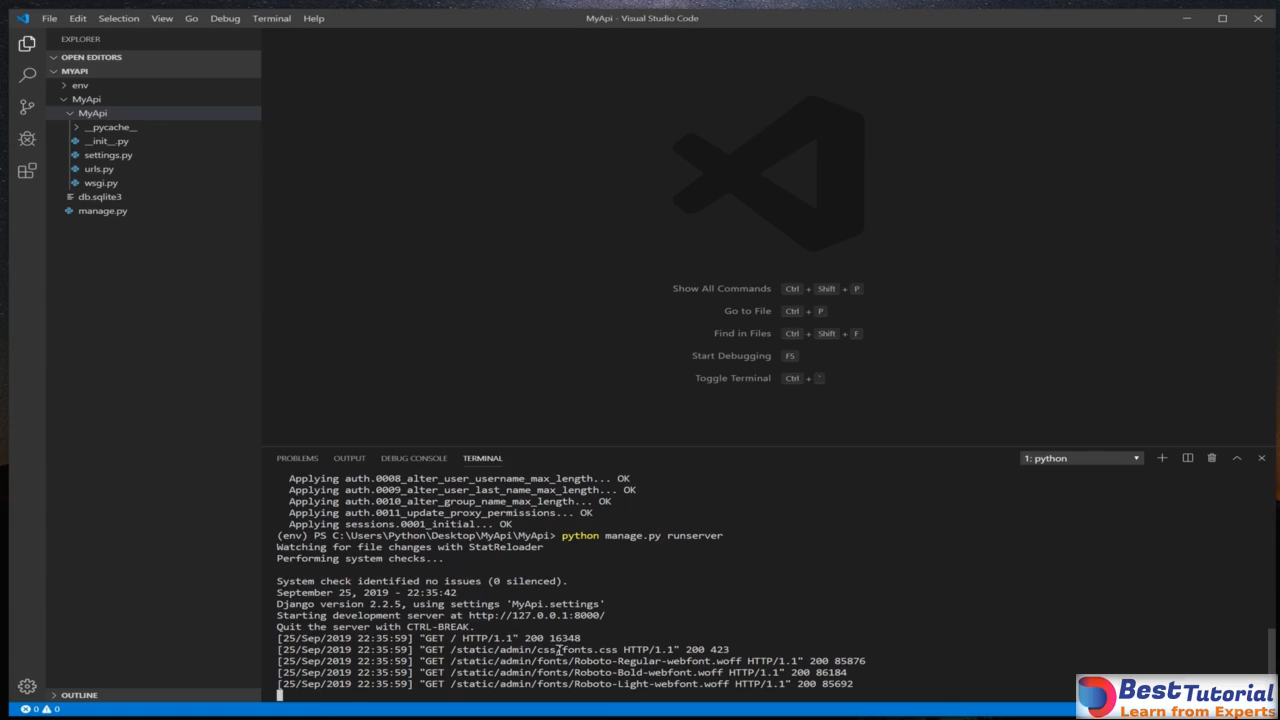 File Edit Selection View Go Debug Terminal Help
MyApi - Visual Studio Code
EXPLORER
OPEN EDITORS
MYAPI
env
MyApi
MyApi
__pycache__
__init__.py
settings.py
urls.py
wsgi.py
db.sqlite3
manage.py
Show All Commands Ctrl + Shift + P
Go to File Ctrl + P
Find in Files Ctrl + Shift + F
Start Debugging F5
Toggle Terminal Ctrl + `
PROBLEMS OUTPUT DEBUG CONSOLE TERMINAL
1: python
Applying auth.0008_alter_user_username_max_length... OK
Applying auth.0009_alter_user_last_name_max_length... OK
Applying auth.0010_alter_group_name_max_length... OK
Applying auth.0011_update_proxy_permissions... OK
Applying sessions.0001_initial... OK
(env) PS C:\Users\Python\Desktop\MyApi\MyApi> python manage.py runserver
Watching for file changes with StatReloader
Performing system checks...
System check identified no issues (0 silenced).
September 25, 2019 - 22:35:42
Django version 2.2.5, using settings 'MyApi.settings'
Starting development server at http://127.0.0.1:8000/
Quit the server with CTRL-BREAK.
[25/Sep/2019 22:35:59] "GET / HTTP/1.1" 200 16348
[25/Sep/2019 22:35:59] "GET /static/admin/css/fonts.css HTTP/1.1" 200 423
[25/Sep/2019 22:35:59] "GET /static/admin/fonts/Roboto-Regular-webfont.woff HTTP/1.1" 200 85876
[25/Sep/2019 22:35:59] "GET /static/admin/fonts/Roboto-Bold-webfont.woff HTTP/1.1" 200 86184
[25/Sep/2019 22:35:59] "GET /static/admin/fonts/Roboto-Light-webfont.woff HTTP/1.1" 200 85692
OUTLINE
0 0
BestTutorial
Learn from Experts